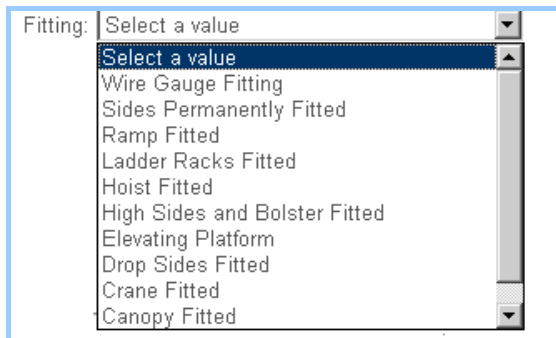 Fitting: Select a value
Select a value
Wire Gauge Fitting
Sides Permanently Fitted
Ramp Fitted
Ladder Racks Fitted
Hoist Fitted
High Sides and Bolster Fitted
Elevating Platform
Drop Sides Fitted
Crane Fitted
Canopy Fitted